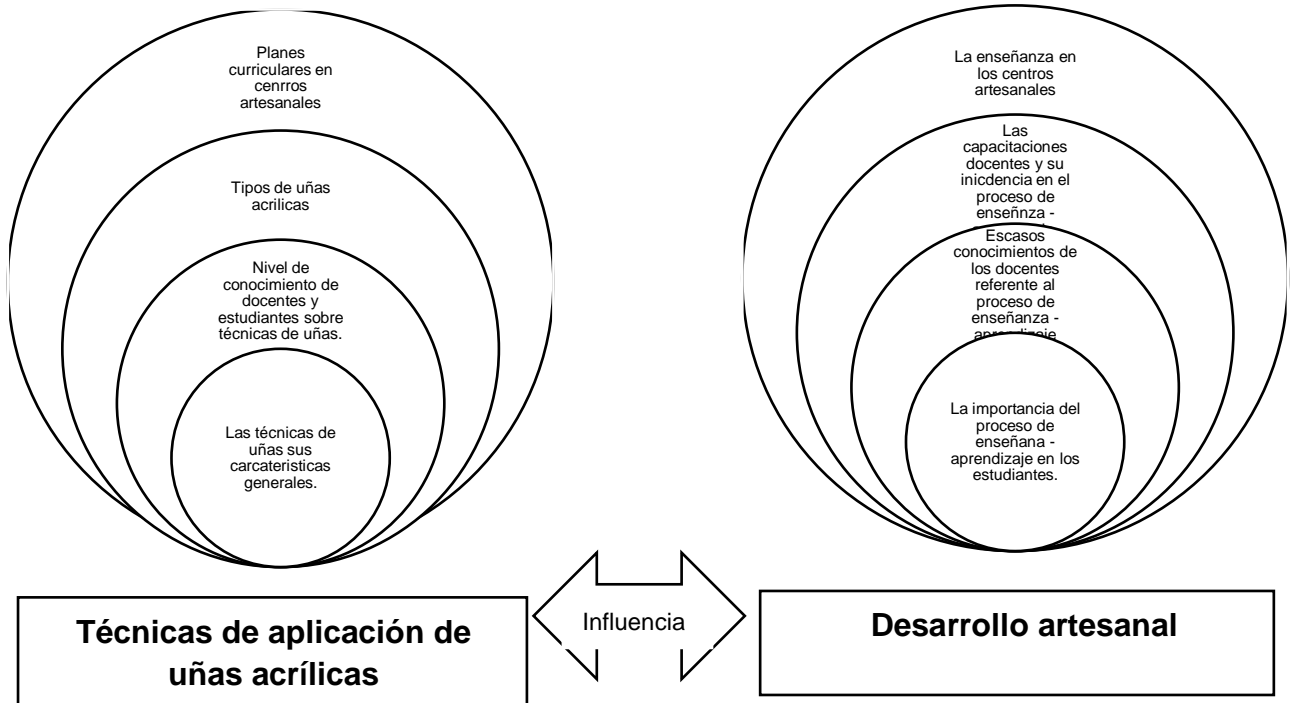 Planes
curriculares en
cenrros
artesanales
Tipos de uñas
acrilicas
Nivel de
conocimiento de
docentes y
estudiantes sobre
técnicas de uñas.
Las técnicas de
uñas sus
carcateristicas
generales.
Técnicas de aplicación de
uñas acrílicas
Influencia
La enseñanza en
los centros
artesanales
Las
capacitaciones
docentes y su
inicdencia en el
proceso de
enseñnza -
Escasos
conocimientos de
los docentes
referente al
proceso de
enseñanza -
aprendizaje
La importancia del
proceso de
enseñana -
aprendizaje en los
estudiantes.
Desarrollo artesanal